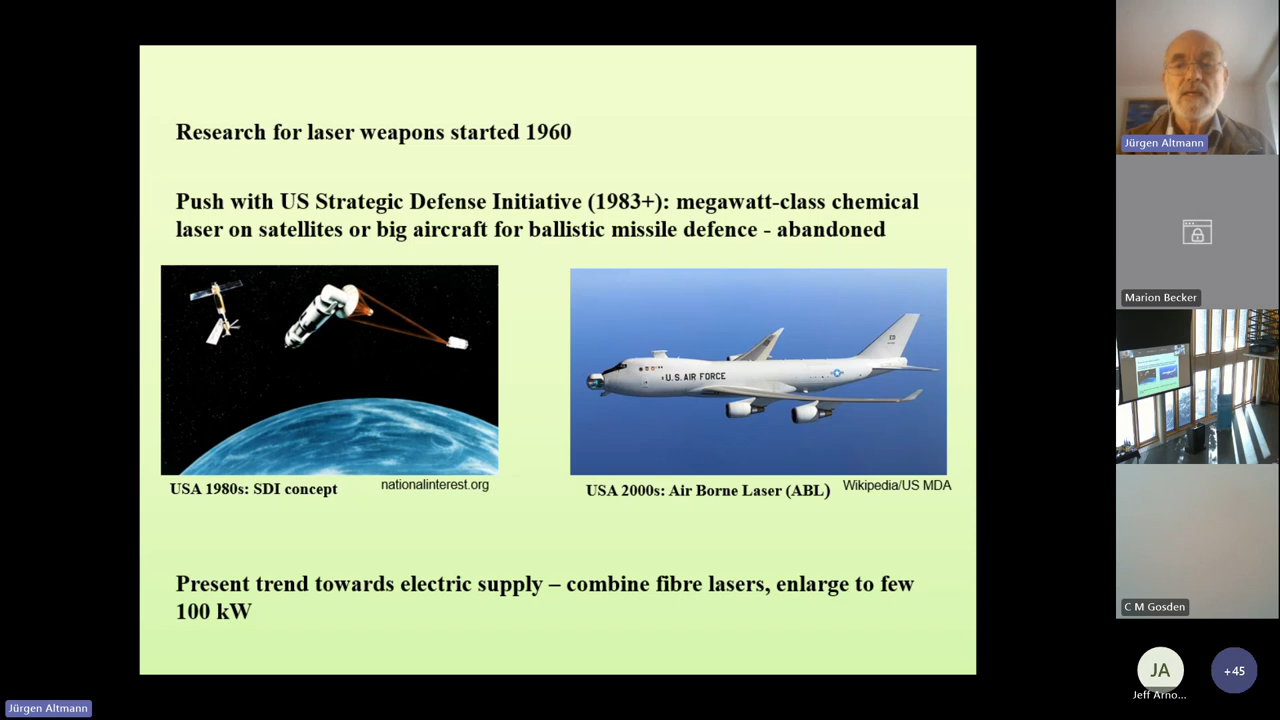 Research for laser weapons started 1960
Push with US Strategic Defense Initiative (1983+): megawatt-class chemical
laser on satellites or big aircraft for ballistic missile defence - abandoned
U.S. AIR FORCE
USA 1980s: SDI concept
nationalinterest.org
USA 2000s: Air Borne Laser (ABL)
Wikipedia/US MDA
Present trend towards electric supply – combine fibre lasers, enlarge to few
100 kW
Jürgen Altmann
Jürgen Altmann
Marion Becker
C M Gosden
JA
Jeff Arno...
+45